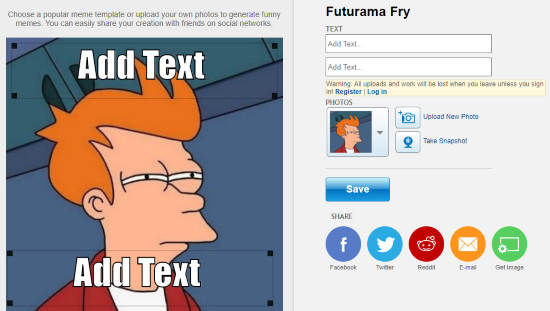 Choose a popular meme template or upload your own photos to generate funny
memes. You can easily share your creation with friends on social networks.
Add Text
Add Text
Futurama Fry
TEXT
Add Text...
Add Text...
Warning: All uploads and work will be lost when you leave unless you sign
in! Register | Log in
PHOTOS
Upload New Photo
Take Snapshot
Save
SHARE
Facebook
Twitter
Reddit
E-mail
Get Image